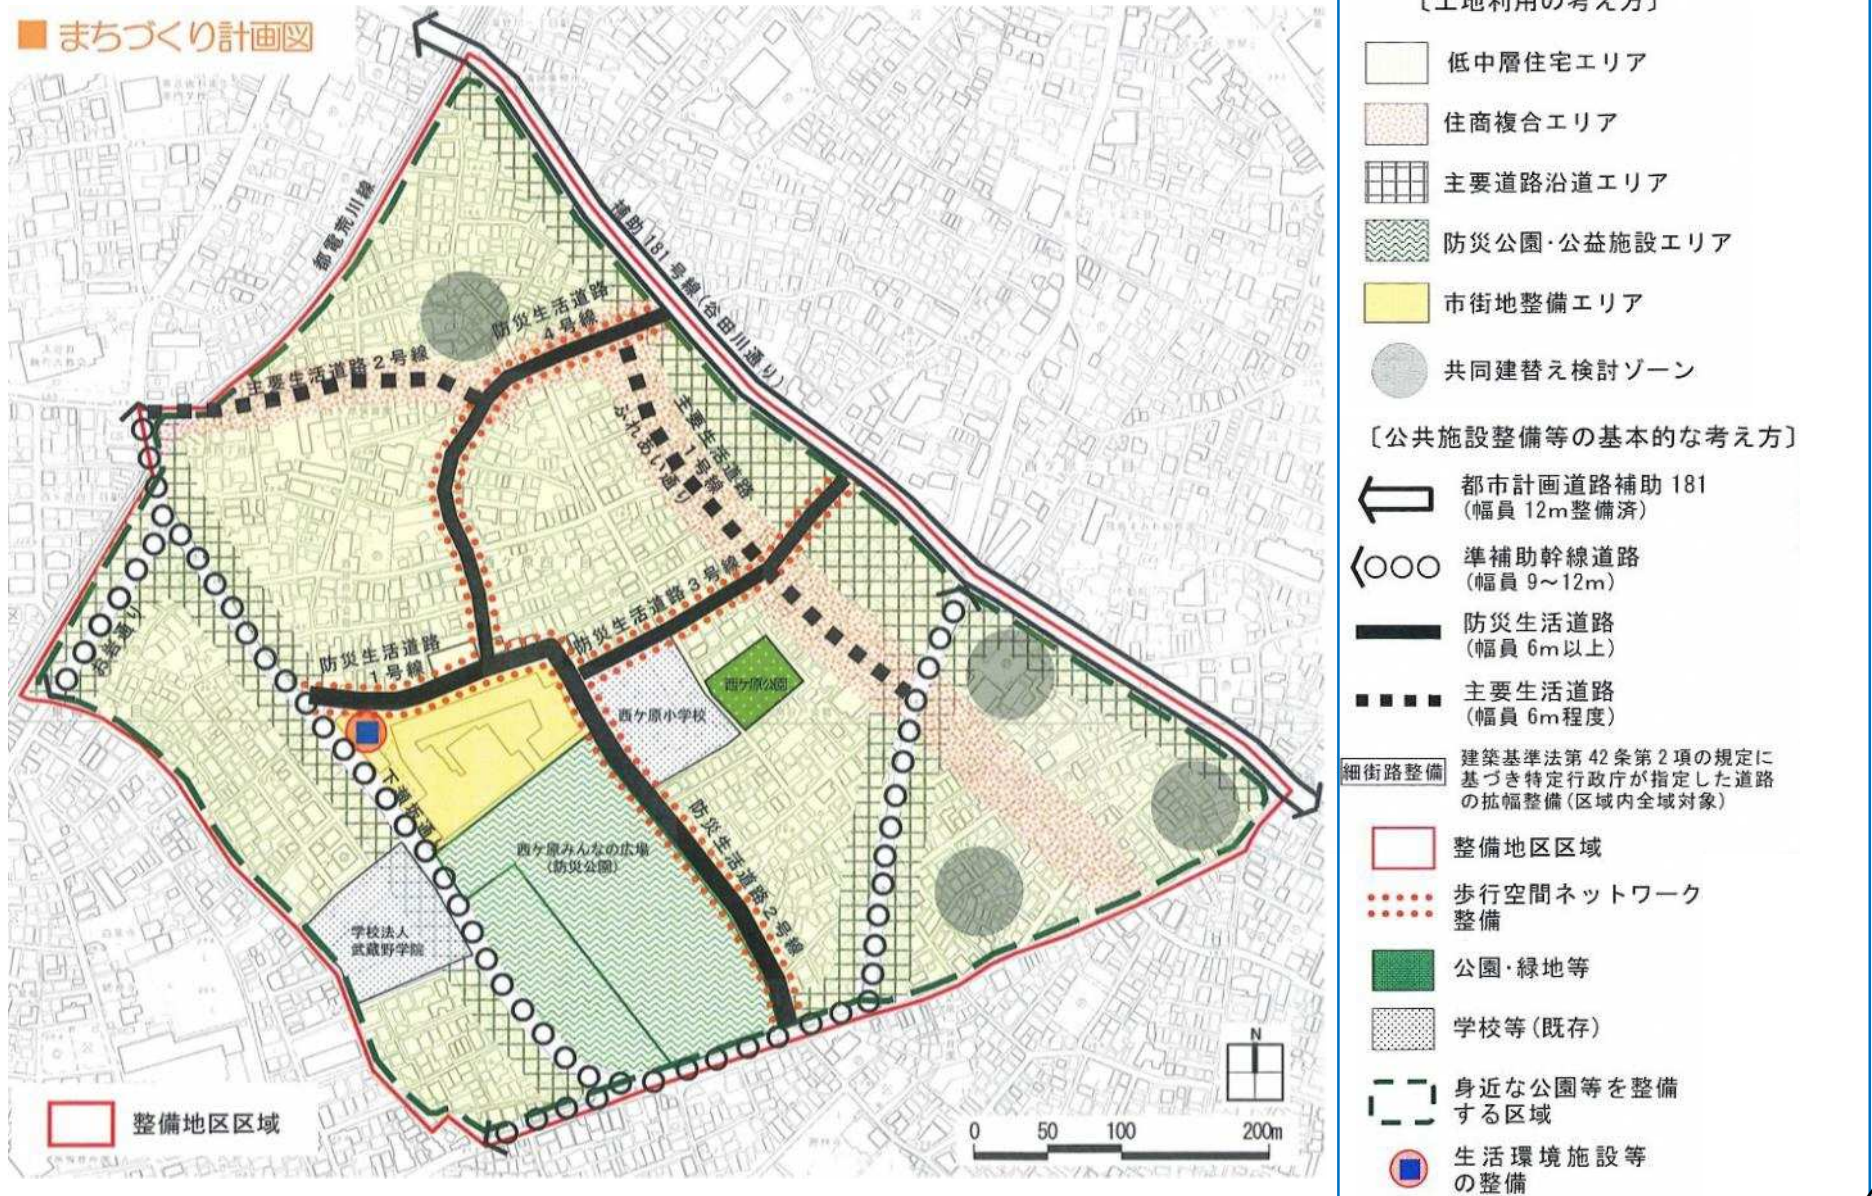 ■ まちづくり計画図
都電荒川線
補助181号線(谷田川通り)
防災生活道路
4号線
主要生活道路2号線
主要生活道路
1号線
ふれあい通り
防災生活道路3号線
お岩通り
防災生活道路
1号線
西ケ原公園
西ケ原小学校
下瀬坂通り
西ケ原みんなの広場
(防災公園)
防災生活道路2号線
学校法人
武蔵野学院
N
0 50 100 200m
整備地区区域
〔土地利用の考え方〕
低中層住宅エリア
住商複合エリア
主要道路沿道エリア
防災公園・公益施設エリア
市街地整備エリア
共同建替え検討ゾーン
〔公共施設整備等の基本的な考え方〕
都市計画道路補助181
(幅員 12m整備済)
準補助幹線道路
(幅員 9～12m)
防災生活道路
(幅員 6m以上)
主要生活道路
(幅員 6m程度)
細街路整備
建築基準法第42条第2項の規定に
基づき特定行政庁が指定した道路
の拡幅整備(区域内全域対象)
整備地区区域
歩行空間ネットワーク
整備
公園・緑地等
学校等(既存)
身近な公園等を整備
する区域
生活環境施設等
の整備